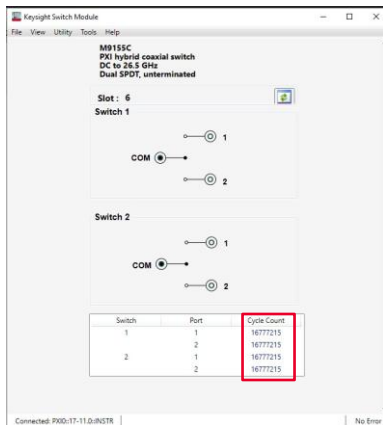 Keysight Switch Module
File View Utility Tools Help
M9155C
PXI hybrid coaxial switch
DC to 26.5 GHz
Dual SPDT, unterminated
Slot : 6
Switch 1
1
COM
2
Switch 2
1
COM
2
Switch Port Cycle Count
1 1 16777215
2 16777215
2 1 16777215
2 16777215
Connected: PXI0::17-11.0::INSTR No Error